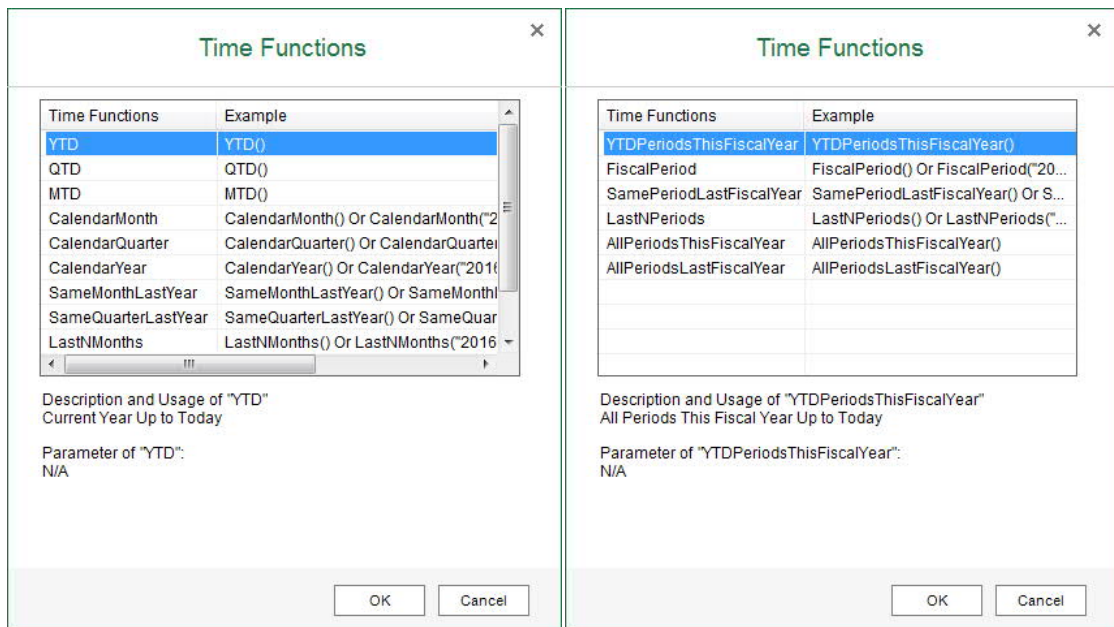 Time Functions
Time Functions Example
YTD YTD()
QTD QTD()
MTD MTD()
CalendarMonth CalendarMonth() Or CalendarMonth("2
CalendarQuarter CalendarQuarter() Or CalendarQuarter
CalendarYear CalendarYear() Or CalendarYear("2016
SameMonthLastYear SameMonthLastYear() Or SameMonthl
SameQuarterLastYear SameQuarterLastYear() Or SameQuar
LastNMonths LastNMonths() Or LastNMonths("2016
Description and Usage of "YTD"
Current Year Up to Today
Parameter of "YTD":
N/A
OK Cancel
Time Functions
Time Functions Example
YTDPeriodsThisFiscalYear YTDPeriodsThisFiscalYear()
FiscalPeriod FiscalPeriod() Or FiscalPeriod("20...
SamePeriodLastFiscalYear SamePeriodLastFiscalYear() Or S...
LastNPeriods LastNPeriods() Or LastNPeriods("...
AllPeriodsThisFiscalYear AllPeriodsThisFiscalYear()
AllPeriodsLastFiscalYear AllPeriodsLastFiscalYear()
Description and Usage of "YTDPeriodsThisFiscalYear"
All Periods This Fiscal Year Up to Today
Parameter of "YTDPeriodsThisFiscalYear":
N/A
OK Cancel